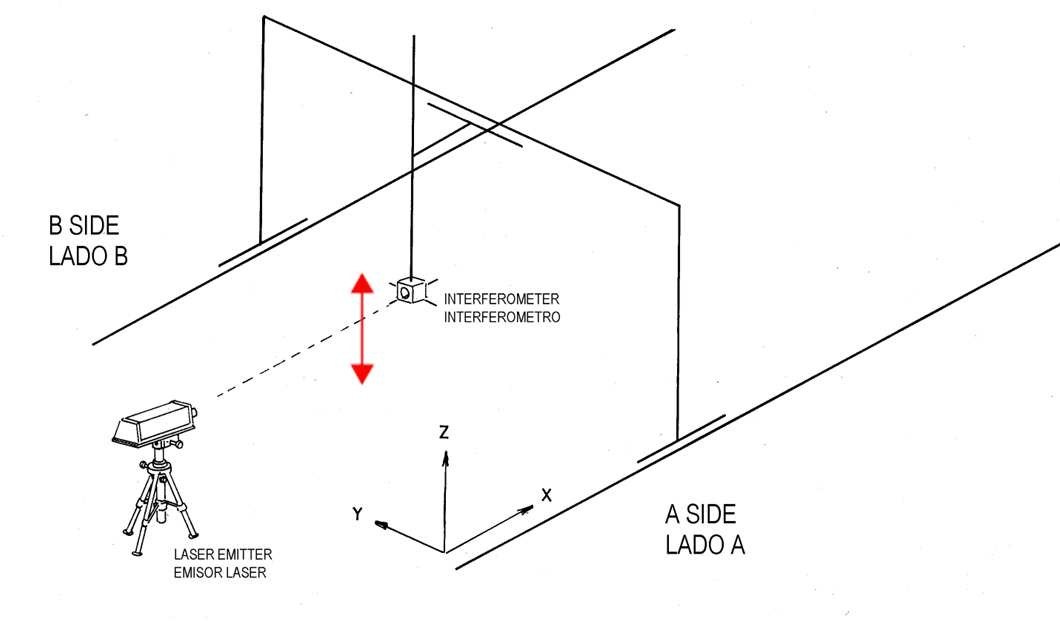 B SIDE
LADO B
INTERFEROMETER
INTERFEROMETRO
Z
X
Y
A SIDE
LADO A
LASER EMITTER
EMISOR LASER